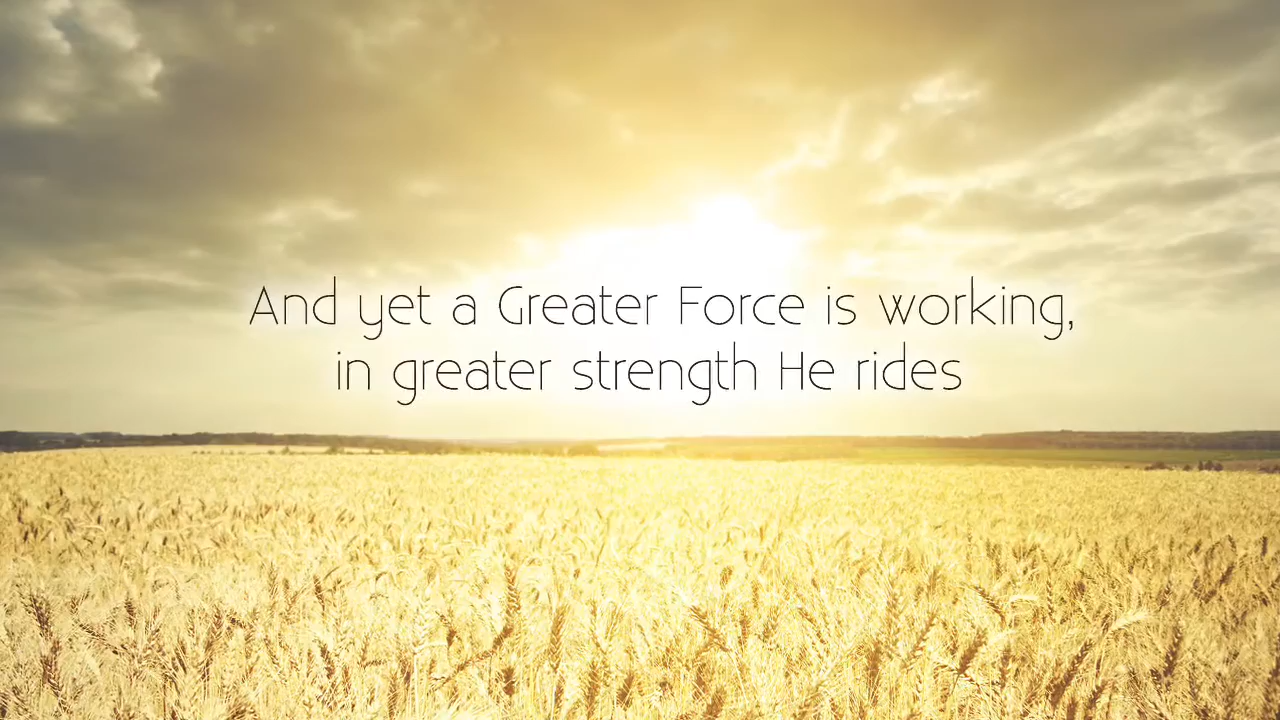 And yet a Greater Force is working,
in greater strength He rides